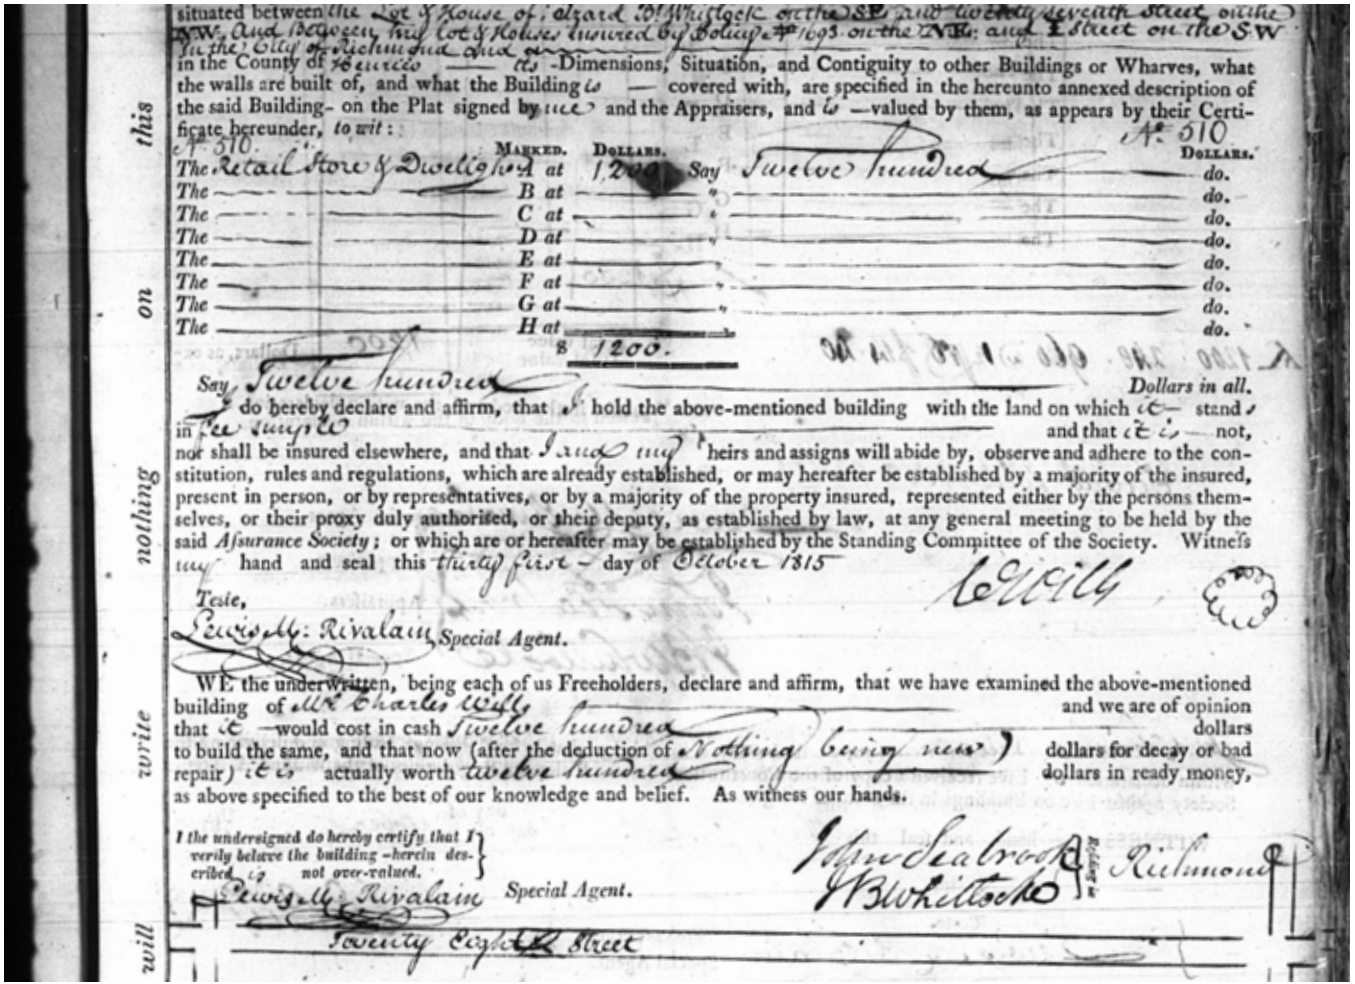 situated between the Lot & House of Izard B. Whitlock on the SE, and twenty seventh Street on the
NW. And Between my Lot & Houses insured by Policy No 1693 on the NE: and E Street on the SW
in the City of Richmond and
in the County of Henrico its - Dimensions, Situation, and Contiguity to other Buildings or Wharves, what
the walls are built of, and what the Building is covered with, are specified in the hereunto annexed description of
the said Building- on the Plat signed by me and the Appraisers, and is valued by them, as appears by their Certi-
ficate hereunder, to wit:
No 510. No 510
MARKED. DOLLARS. DOLLARS.
The Retail Store & Dwelighs A at 1,200 Say Twelve hundred do.
The B at " do.
The C at " do.
The D at " do.
The E at " do.
The F at " do.
The G at " do.
The H at do.
$ 1200.
Say Twelve hundred Dollars in all.
I do hereby declare and affirm, that I hold the above-mentioned building with the land on which it stands
in fee simple and that it is not,
nor shall be insured elsewhere, and that I and my heirs and assigns will abide by, observe and adhere to the con-
stitution, rules and regulations, which are already established, or may hereafter be established by a majority of the insured,
present in person, or by representatives, or by a majority of the property insured, represented either by the persons them-
selves, or their proxy duly authorised, or their deputy, as established by law, at any general meeting to be held by the
said Assurance Society; or which are or hereafter may be established by the Standing Committee of the Society. Witness
my hand and seal this thirty first - day of October 1815
C Wills
Teste,
Lewis M: Rivalain Special Agent.
WE the underwritten, being each of us Freeholders, declare and affirm, that we have examined the above-mentioned
building of Mr. Charles Wills and we are of opinion
that it would cost in cash Twelve hundred dollars
to build the same, and that now (after the deduction of Nothing being new) dollars for decay or bad
repair) it is actually worth twelve hundred dollars in ready money,
as above specified to the best of our knowledge and belief. As witness our hands.
I the undersigned do hereby certify that I
verily believe the building -herein des-
cribed is not over-valued.
Lewis M: Rivalain Special Agent.
John Seabrook
J B Whitlocke
Residing in
Richmond
Twenty Eight Street
this
on
nothing
write
will